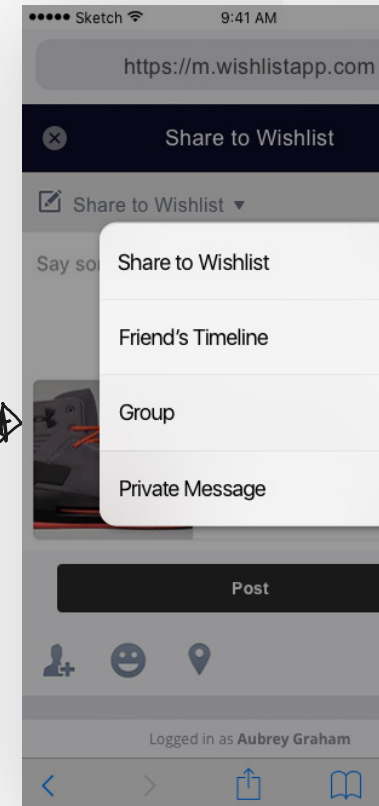 Sketch 9:41 AM
https://m.wishlistapp.com
Share to Wishlist
Share to Wishlist
Say so
Share to Wishlist
Friend's Timeline
Group
Private Message
Post
Logged in as Aubrey Graham